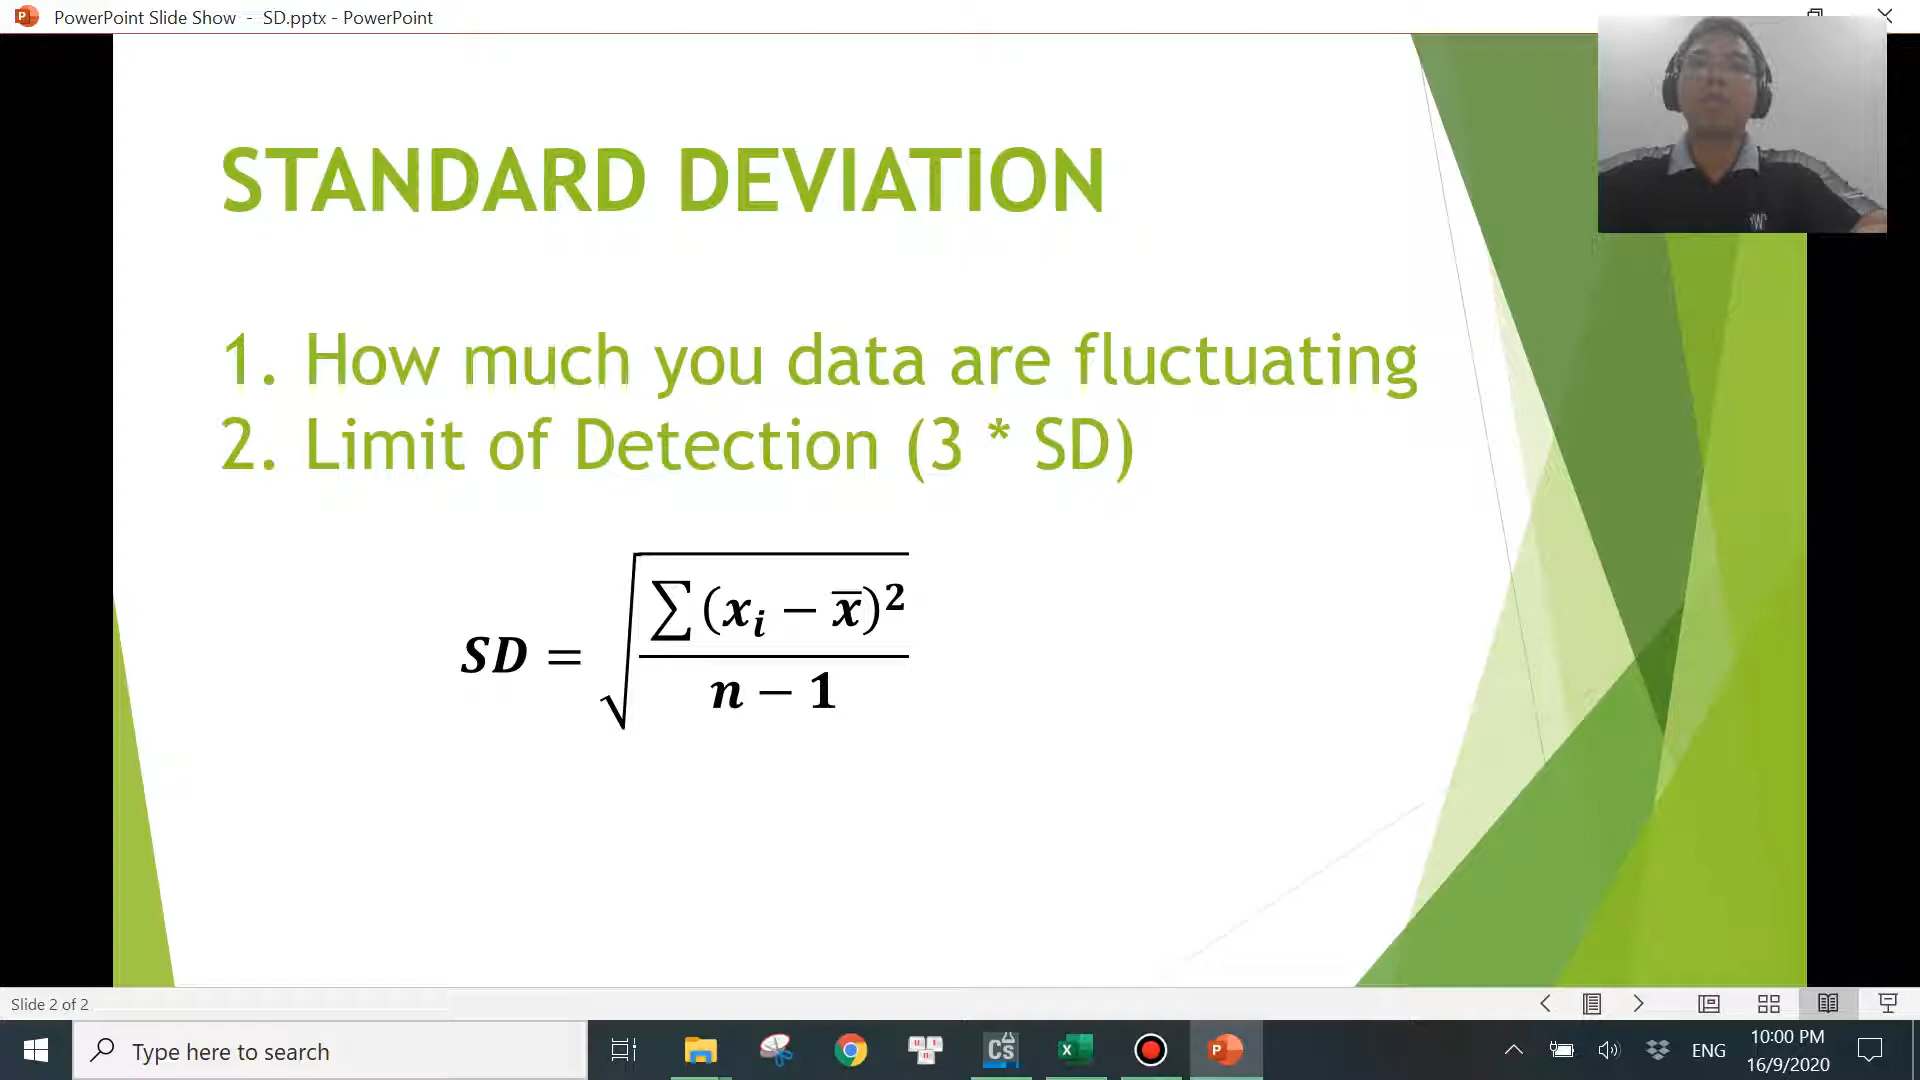 PowerPoint Slide Show - SD.pptx - PowerPoint
STANDARD DEVIATION
1. How much you data are fluctuating
2. Limit of Detection (3 * SD)
SD = √(∑(xᵢ − x̄)² / (n − 1))
Slide 2 of 2
Type here to search
ENG
10:00 PM
16/9/2020